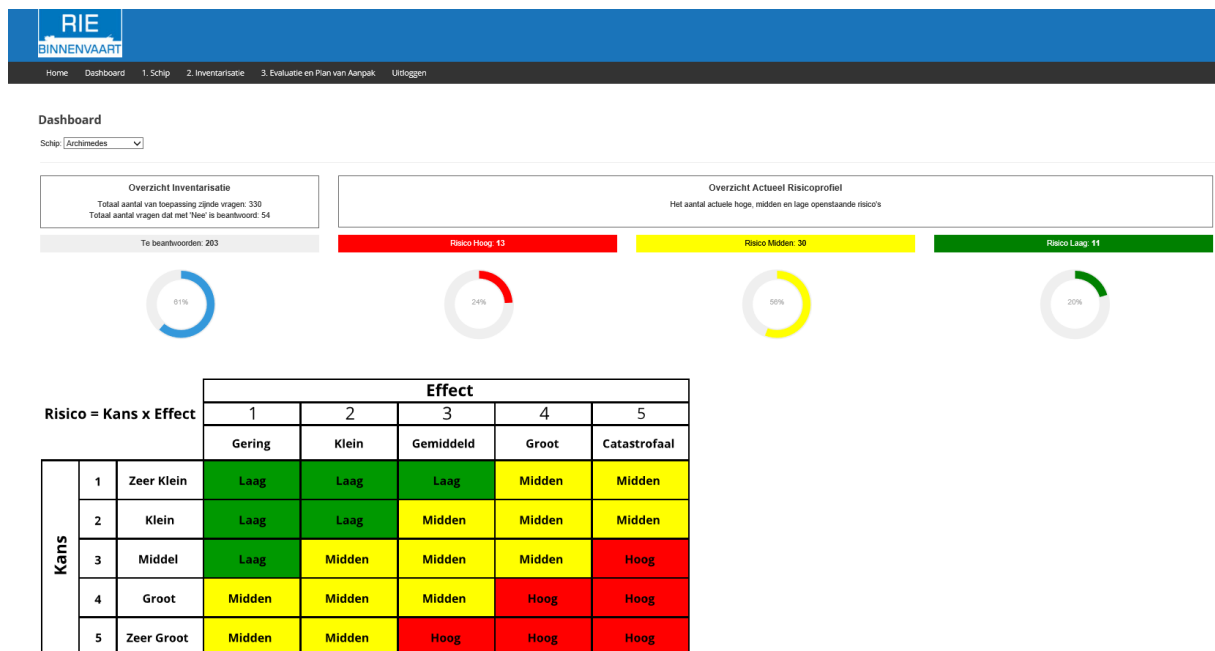 RIE
BINNENVAART
Home Dashboard 1. Schip 2. Inventarisatie 3. Evaluatie en Plan van Aanpak Uitloggen
Dashboard
Schip: Archimedes
Overzicht Inventarisatie
Totaal aantal van toepassing zijnde vragen: 330
Totaal aantal vragen dat met 'Nee' is beantwoord: 54
Overzicht Actueel Risicoprofiel
Het aantal actuele hoge, midden en lage openstaande risico's
Te beantwoorden: 203
Risico Hoog: 13
Risico Midden: 30
Risico Laag: 11
61%
24%
56%
20%
Effect
Risico = Kans x Effect 1 2 3 4 5
Gering Klein Gemiddeld Groot Catastrofaal
Kans
1 Zeer Klein Laag Laag Laag Midden Midden
2 Klein Laag Laag Midden Midden Midden
3 Middel Laag Midden Midden Midden Hoog
4 Groot Midden Midden Midden Hoog Hoog
5 Zeer Groot Midden Midden Hoog Hoog Hoog